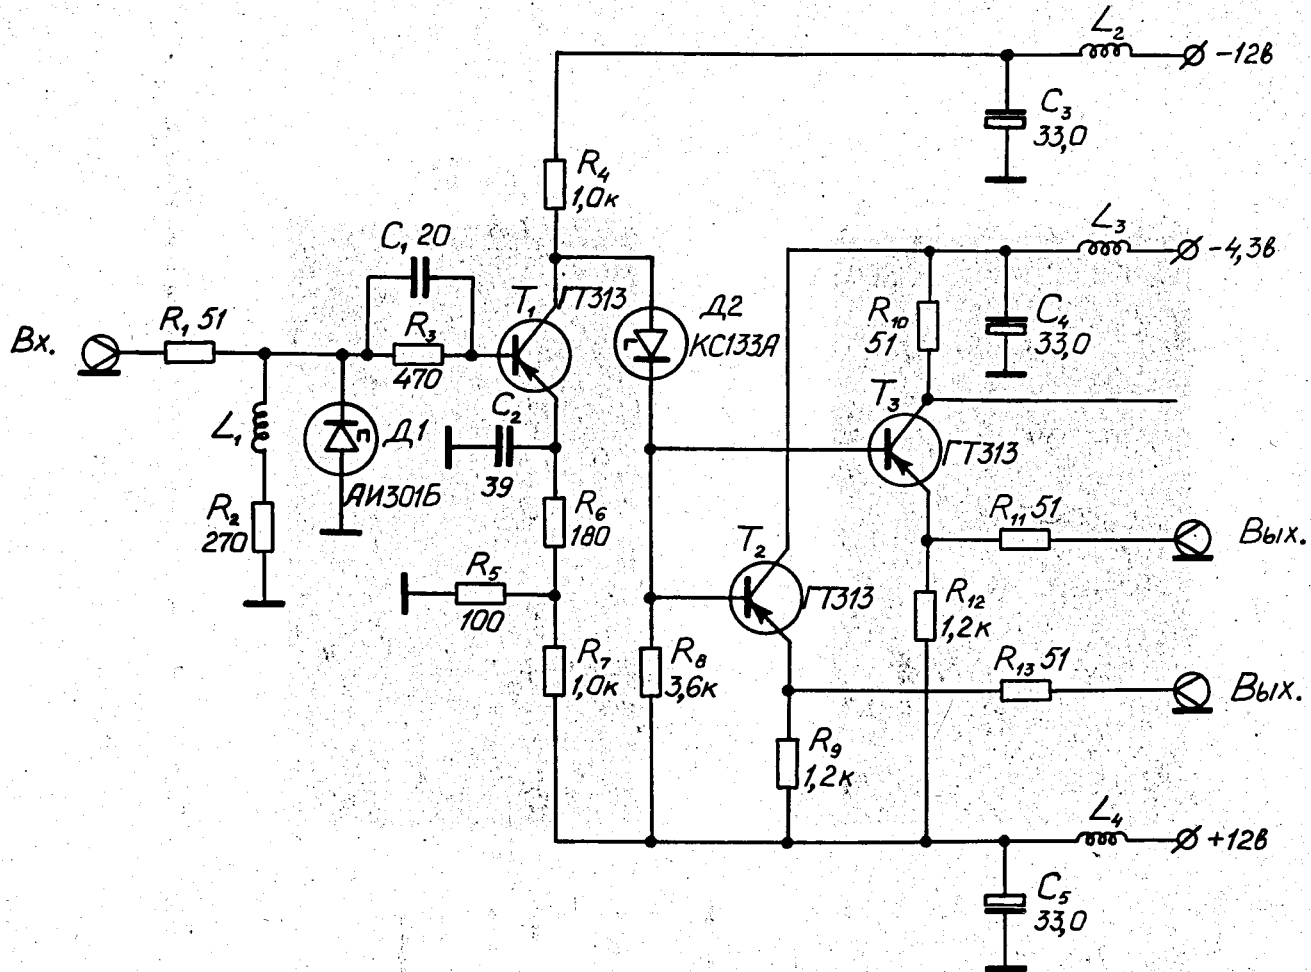 L₂
-12в
C₃
33,0
R₄
1,0к
L₃
-4,3в
C₁ 20
T₁ ГТ313
Д2
КС133А
R₁₀
51
C₄
33,0
Вх.
R₁ 51
R₃
470
T₃
ГТ313
L₁
Д1
АИ301Б
C₂
39
R₂
270
R₆
180
R₁₁ 51
Вых.
T₂
ГТ313
R₅
100
R₁₂
1,2к
R₇
1,0к
R₈
3,6к
R₁₃ 51
Вых.
R₉
1,2к
L₄
+12в
C₅
33,0